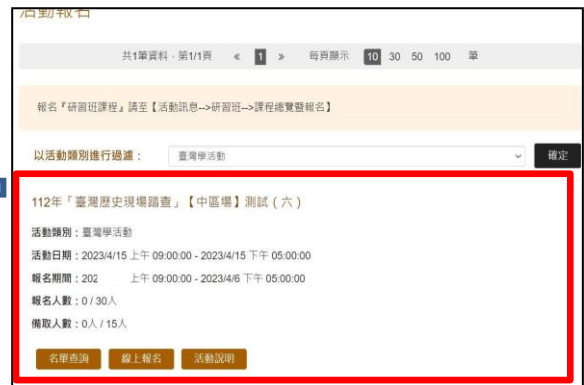 活動報名
共1筆資料，第1/1頁 « 1 » 每頁顯示 10 30 50 100 筆
報名『研習班課程』請至【活動訊息-->研習班-->課程總覽暨報名】
以活動類別進行過濾： 臺灣學活動 確定
112年「臺灣歷史現場踏查」【中區場】測試（六）
活動類別：臺灣學活動
活動日期：2023/4/15 上午 09:00:00 - 2023/4/15 下午 05:00:00
報名期間：202 上午 09:00:00 - 2023/4/6 下午 05:00:00
報名人數：0 / 30人
備取人數：0人 / 15人
名單查詢 線上報名 活動說明